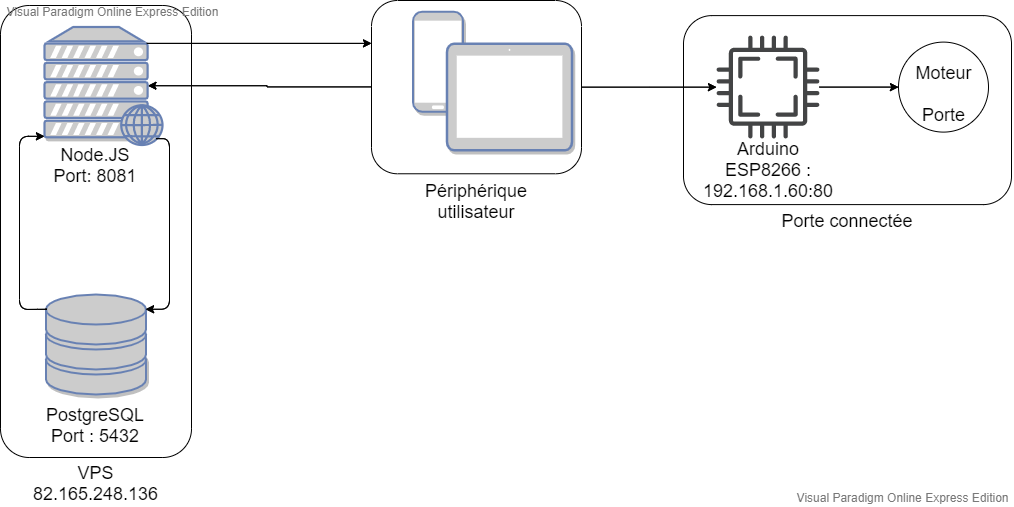 Visual Paradigm Online Express Edition
Node.JS
Port: 8081
PostgreSQL
Port : 5432
VPS
82.165.248.136
Périphérique
utilisateur
Arduino
ESP8266 :
192.168.1.60:80
Moteur
Porte
Porte connectée
Visual Paradigm Online Express Edition